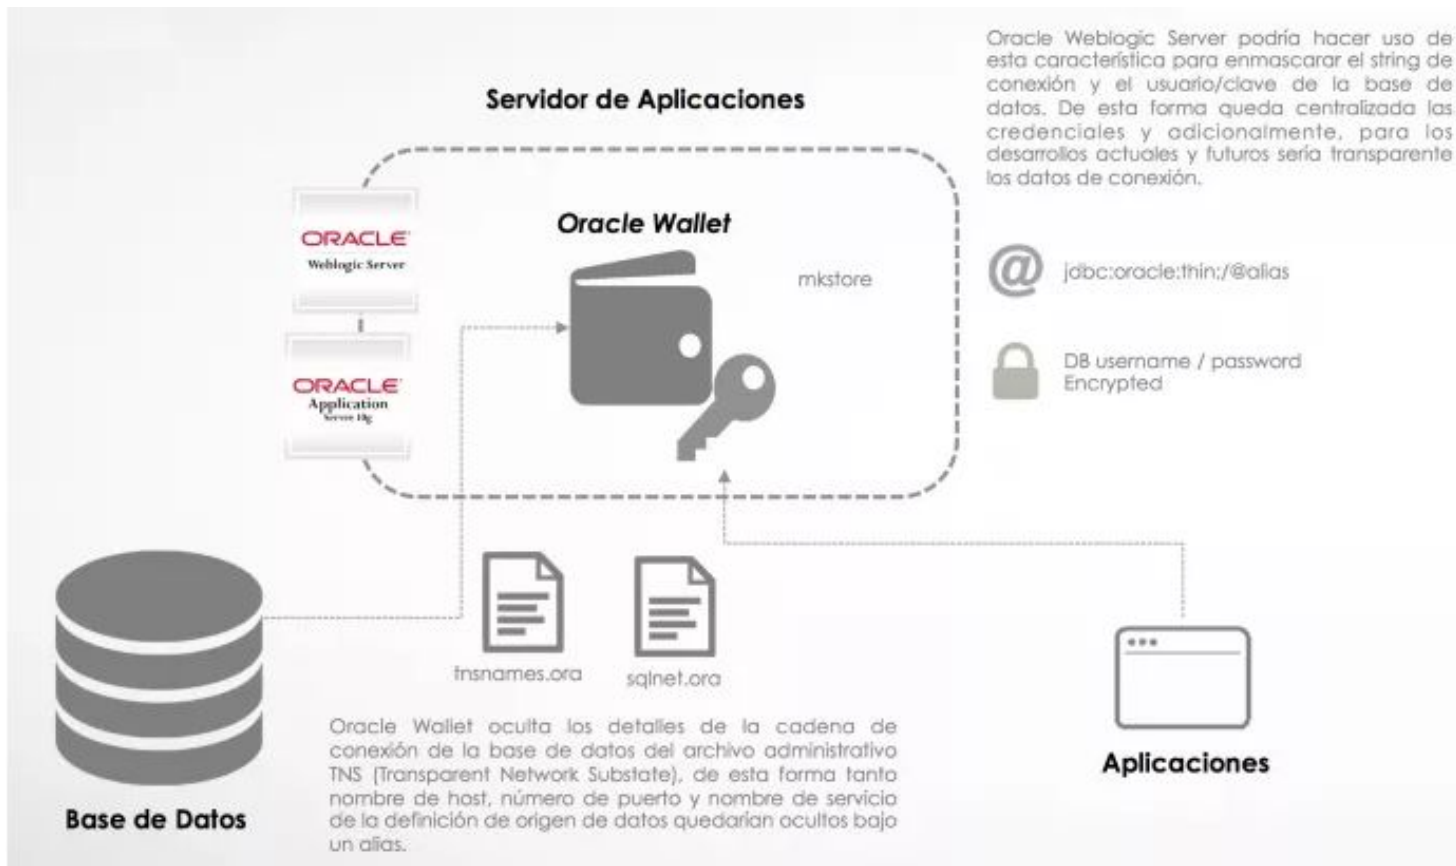 Oracle Weblogic Server podría hacer uso de
esta característica para enmascarar el string de
conexión y el usuario/clave de la base de
datos. De esta forma queda centralizada las
credenciales y adicionalmente, para los
desarrollos actuales y futuros sería transparente
los datos de conexión.
Servidor de Aplicaciones
ORACLE
Weblogic Server
Oracle Wallet
mkstore
@ jdbc:oracle:thin:/@alias
DB username / password
Encrypted
ORACLE
Application
Server 10g
tnsnames.ora
sqlnet.ora
Oracle Wallet oculta los detalles de la cadena de
conexión de la base de datos del archivo administrativo
TNS (Transparent Network Substate), de esta forma tanto
nombre de host, número de puerto y nombre de servicio
de la definición de origen de datos quedarían ocultos bajo
un alias.
Base de Datos
Aplicaciones